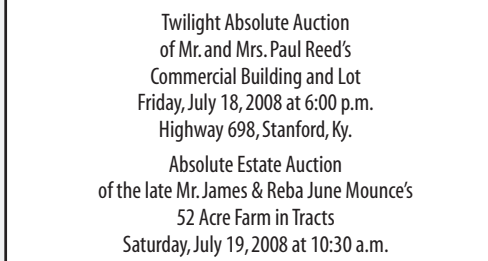 Twilight Absolute Auction
of Mr. and Mrs. Paul Reed's
Commercial Building and Lot
Friday, July 18, 2008 at 6:00 p.m.
Highway 698, Stanford, Ky.
Absolute Estate Auction
of the late Mr. James & Reba June Mounce's
52 Acre Farm in Tracts
Saturday, July 19, 2008 at 10:30 a.m.